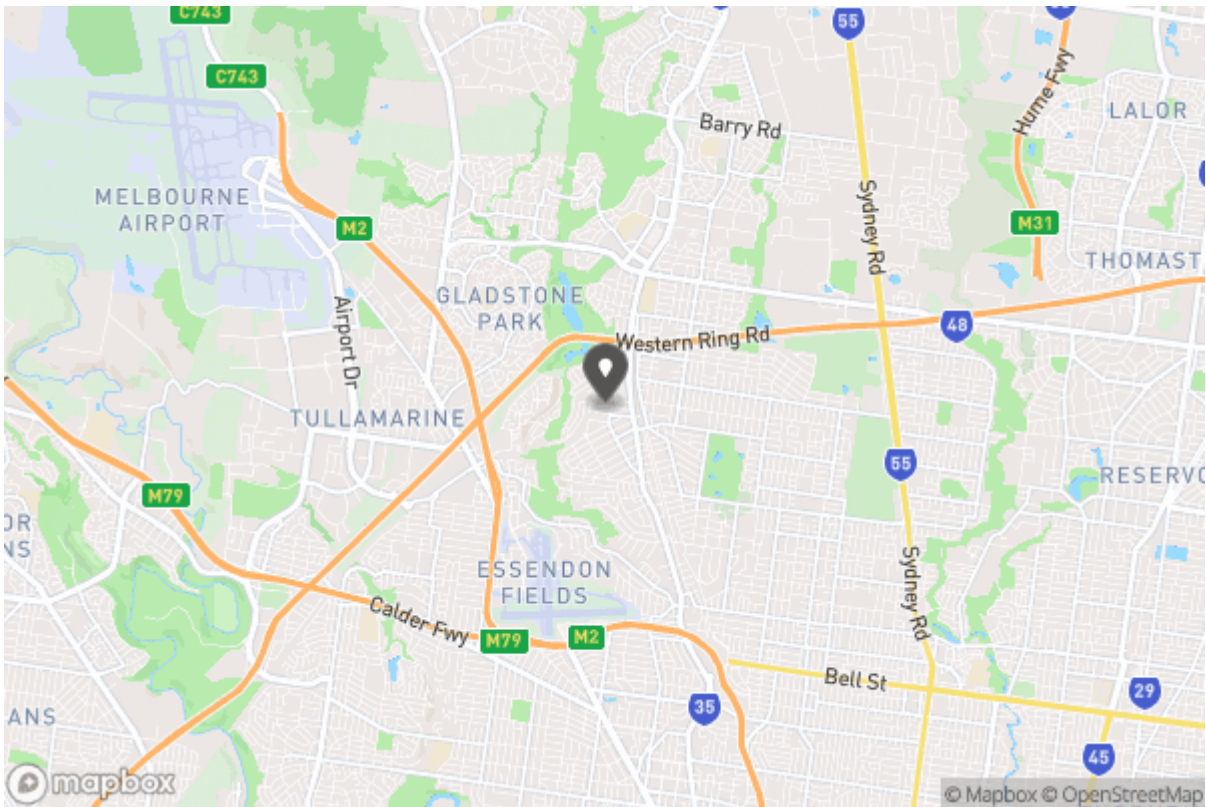 C743
55
C743
Hume Fwy
LALOR
Barry Rd
MELBOURNE
AIRPORT
M2
Sydney Rd
M31
THOMAST
GLADSTONE
PARK
Airport Dr
Western Ring Rd
48
TULLAMARINE
55
RESERVO
M79
OR
NS
ESSENDON
FIELDS
Sydney Rd
Calder Fwy
M79
M2
Bell St
29
35
ANS
45
mapbox
© Mapbox © OpenStreetMap